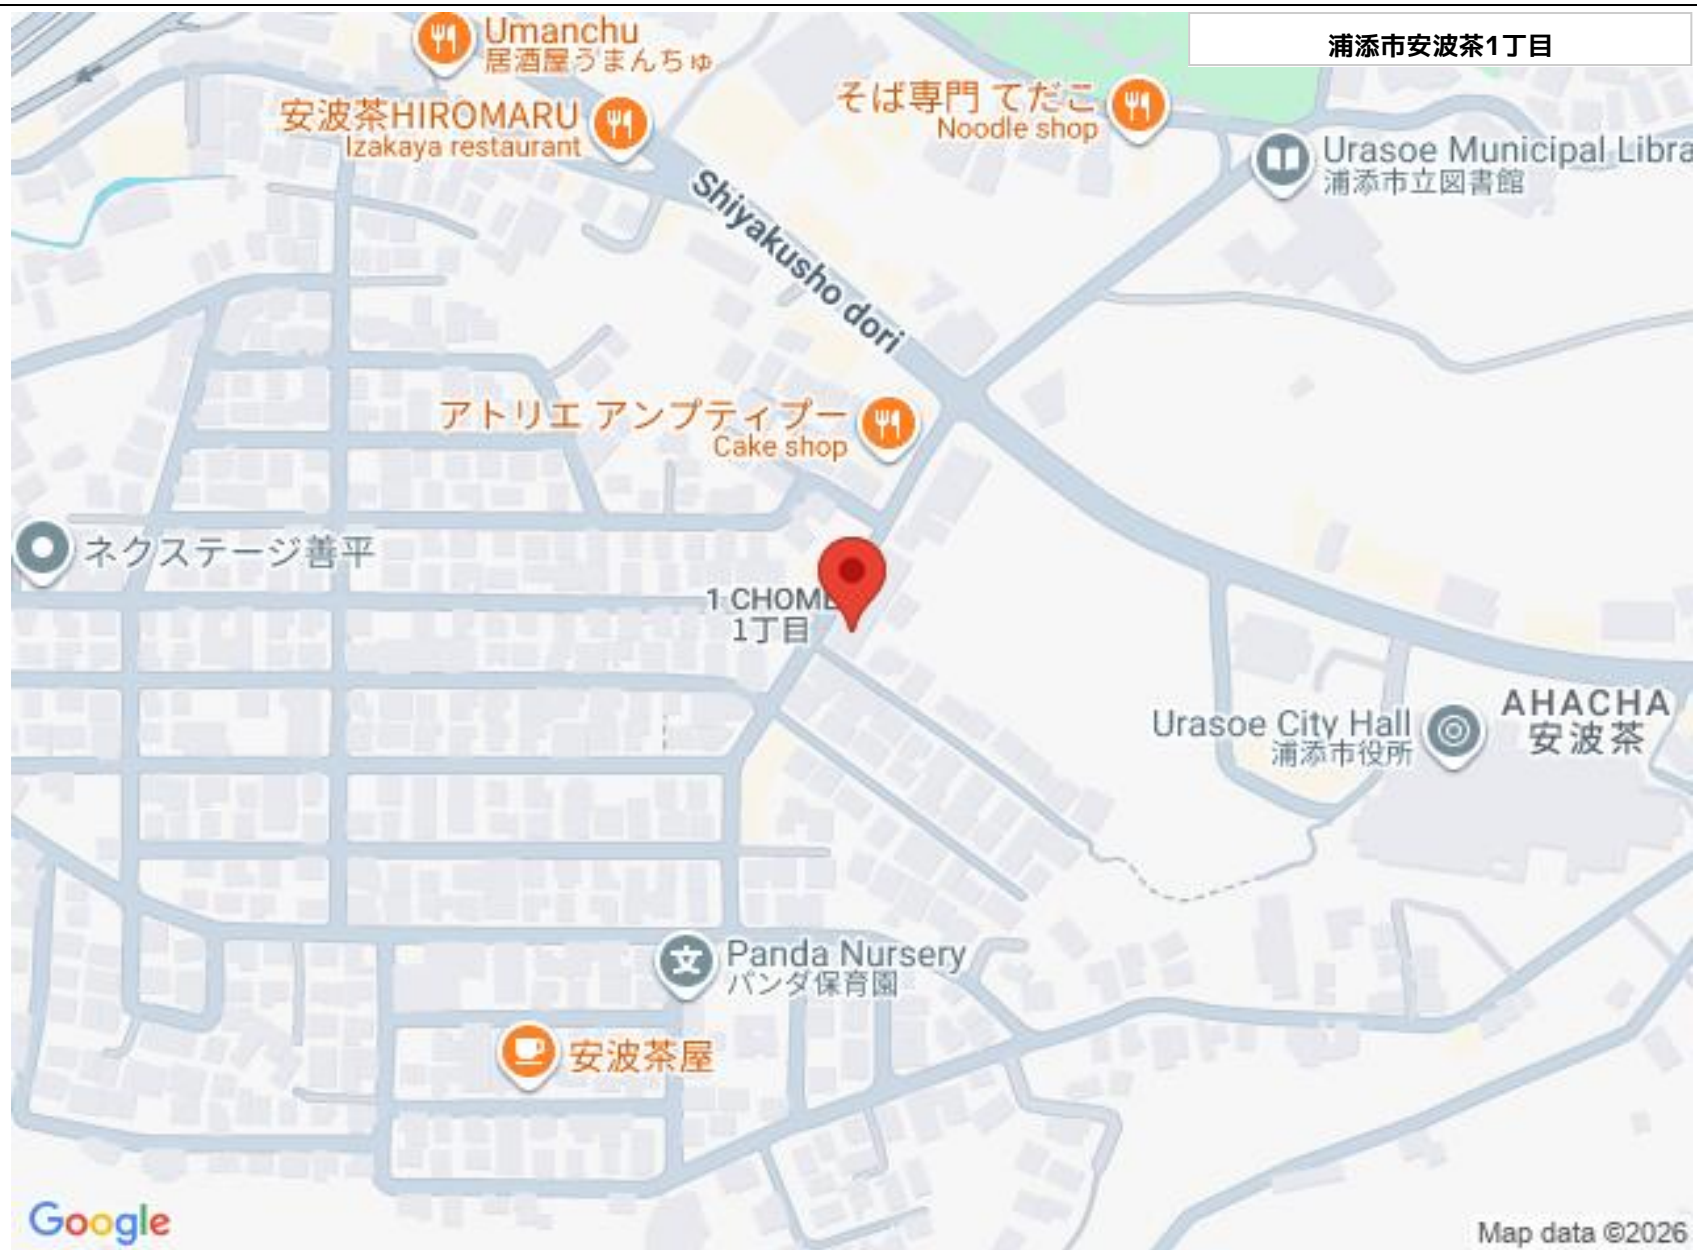 浦添市安波茶1丁目
Umanchu
居酒屋うまんちゅ
安波茶HIROMARU
Izakaya restaurant
そば専門 てだこ
Noodle shop
Urasoe Municipal Libra
浦添市立図書館
Shiyakusho dori
アトリエ アンプティプー
Cake shop
ネクステージ善平
1 CHOME
1丁目
Urasoe City Hall
浦添市役所
AHACHA
安波茶
Panda Nursery
パンダ保育園
安波茶屋
Google
Map data ©2026